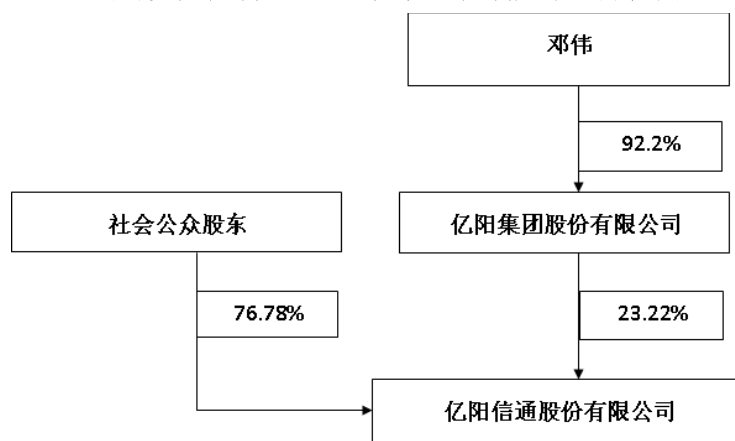 邓伟
92.2%
社会公众股东
亿阳集团股份有限公司
76.78%
23.22%
亿阳信通股份有限公司